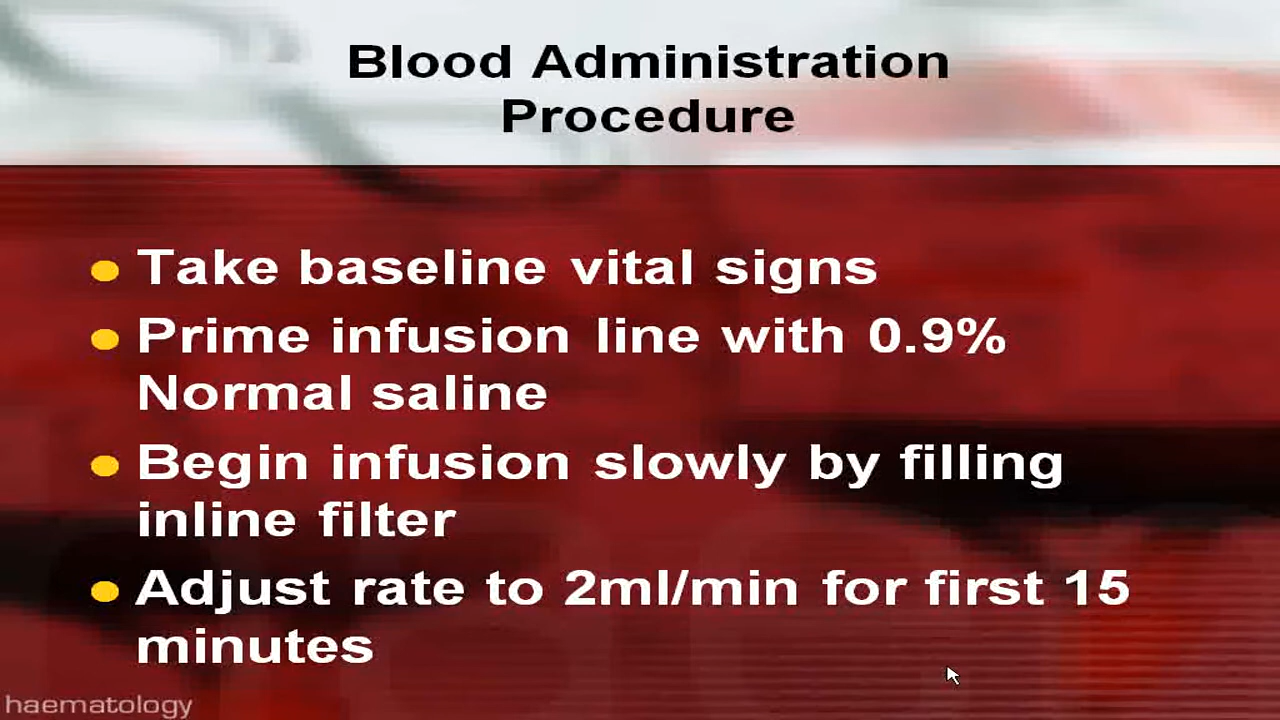 Blood Administration
Procedure
Take baseline vital signs
Prime infusion line with 0.9%
Normal saline
Begin infusion slowly by filling
inline filter
Adjust rate to 2ml/min for first 15
minutes
haematology